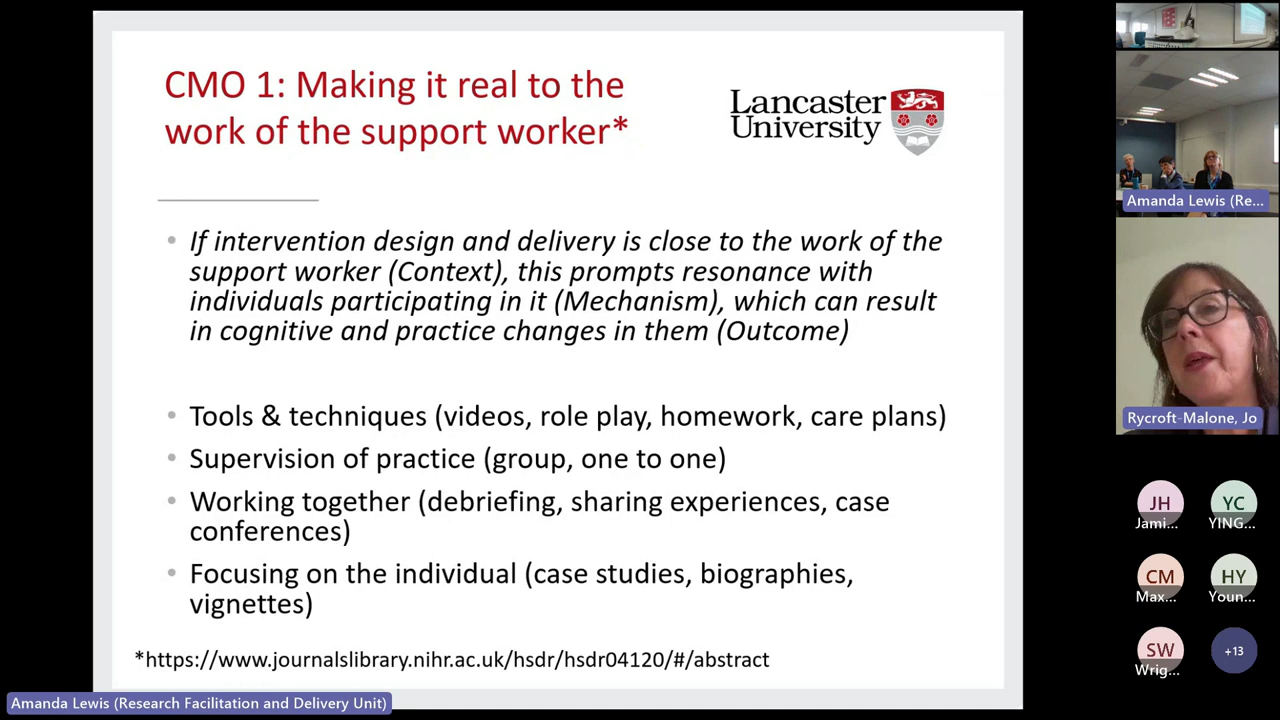 CMO 1: Making it real to the
work of the support worker*
Lancaster
University
• If intervention design and delivery is close to the work of the
support worker (Context), this prompts resonance with
individuals participating in it (Mechanism), which can result
in cognitive and practice changes in them (Outcome)
• Tools & techniques (videos, role play, homework, care plans)
• Supervision of practice (group, one to one)
• Working together (debriefing, sharing experiences, case
conferences)
• Focusing on the individual (case studies, biographies,
vignettes)
*https://www.journalslibrary.nihr.ac.uk/hsdr/hsdr04120/#/abstract
Amanda Lewis (Research Facilitation and Delivery Unit)
Amanda Lewis (Re...
Rycroft-Malone, Jo
JH
Jami...
YC
YING...
CM
Max...
HY
Youn...
SW
Wrig...
+13